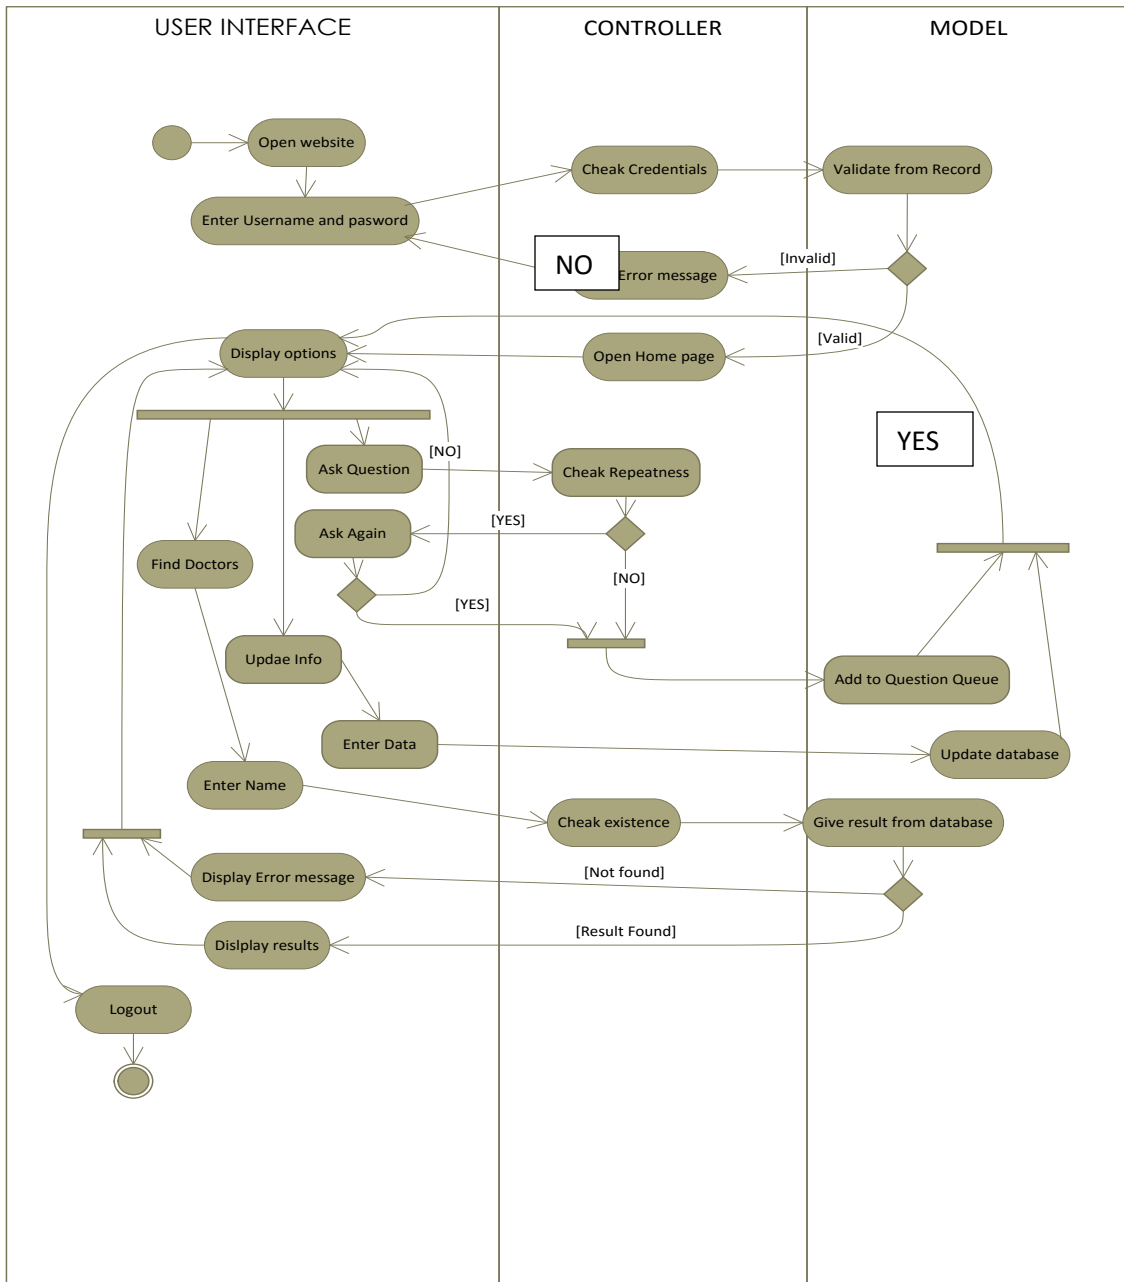 USER INTERFACE
CONTROLLER
MODEL
Open website
Cheak Credentials
Validate from Record
Enter Username and pasword
NO
Error message
[Invalid]
[Valid]
Display options
Open Home page
YES
[NO]
Ask Question
Cheak Repeatness
[YES]
Ask Again
Find Doctors
[NO]
[YES]
Updae Info
Add to Question Queue
Enter Data
Update database
Enter Name
Cheak existence
Give result from database
[Not found]
Display Error message
[Result Found]
Dislplay results
Logout